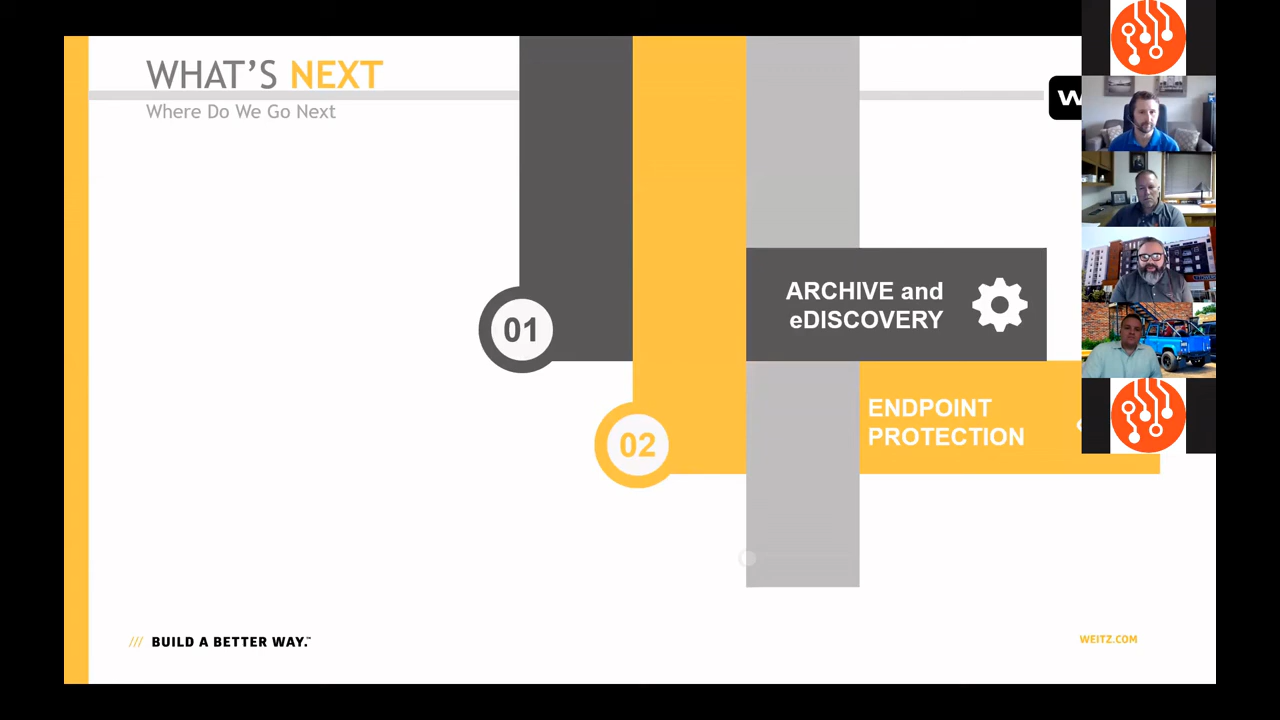 WHAT'S NEXT
Where Do We Go Next
01
ARCHIVE and
eDISCOVERY
02
ENDPOINT
PROTECTION
/// BUILD A BETTER WAY.™
WEITZ.COM